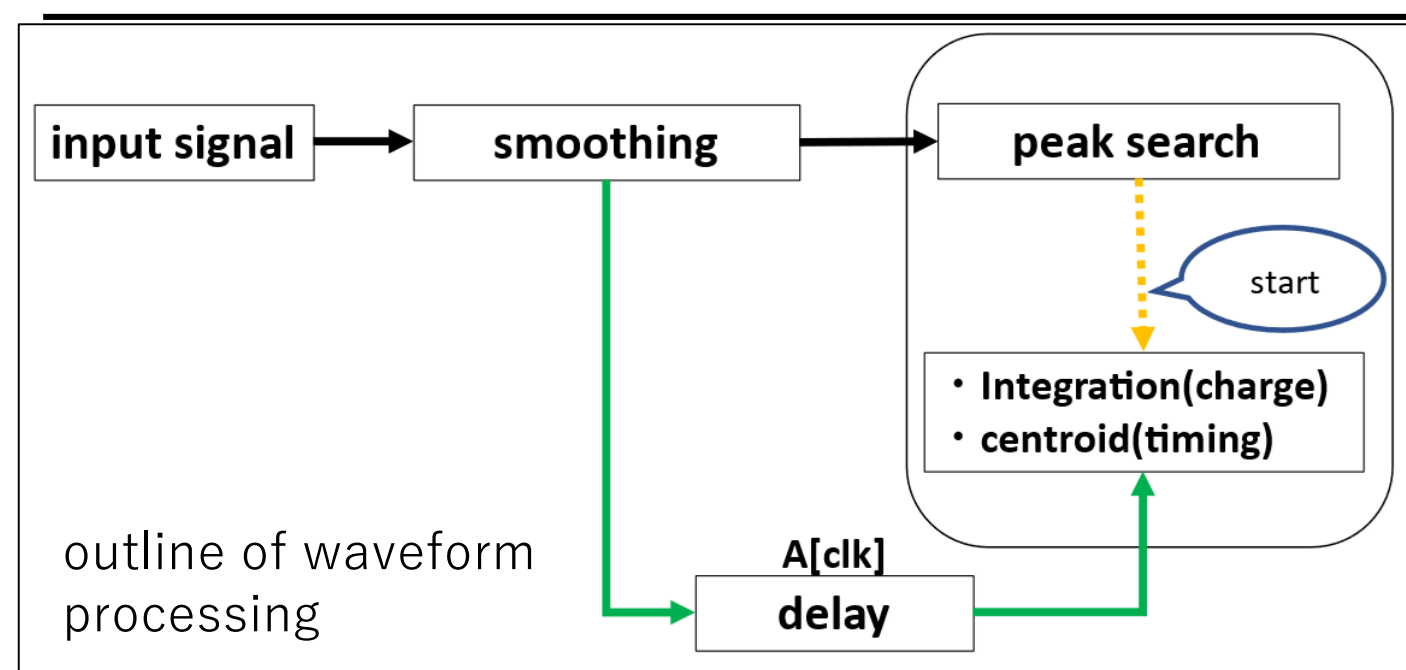 input signal
smoothing
peak search
start
・Integration(charge)
・centroid(timing)
A[clk]
delay
outline of waveform
processing